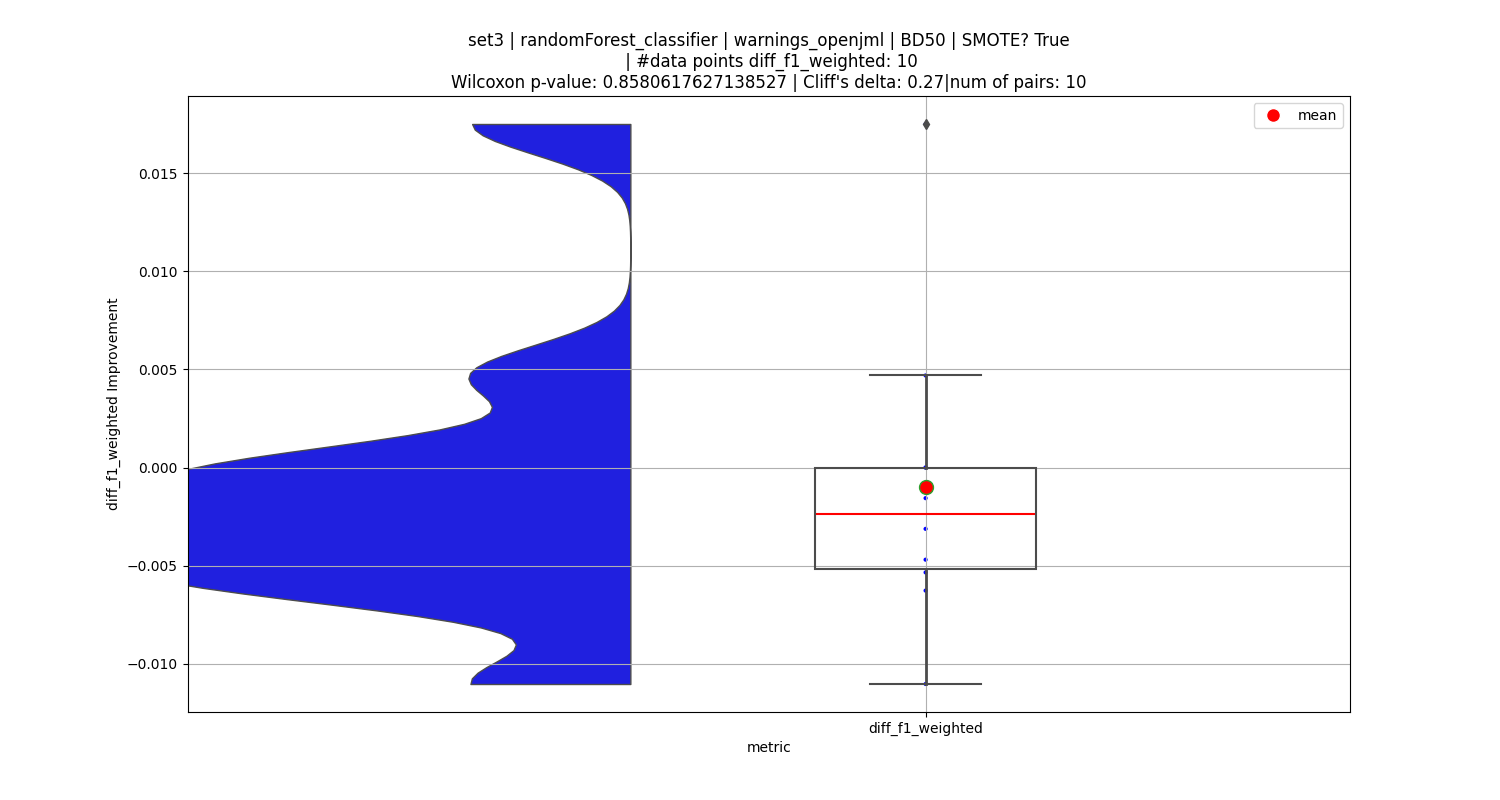 set3 | randomForest_classifier | warnings_openjml | BD50 | SMOTE? True
| #data points diff_f1_weighted: 10
Wilcoxon p-value: 0.8580617627138527 | Cliff's delta: 0.27|num of pairs: 10
mean
0.015
0.010
0.005
0.000
−0.005
−0.010
diff_f1_weighted Improvement
diff_f1_weighted
metric